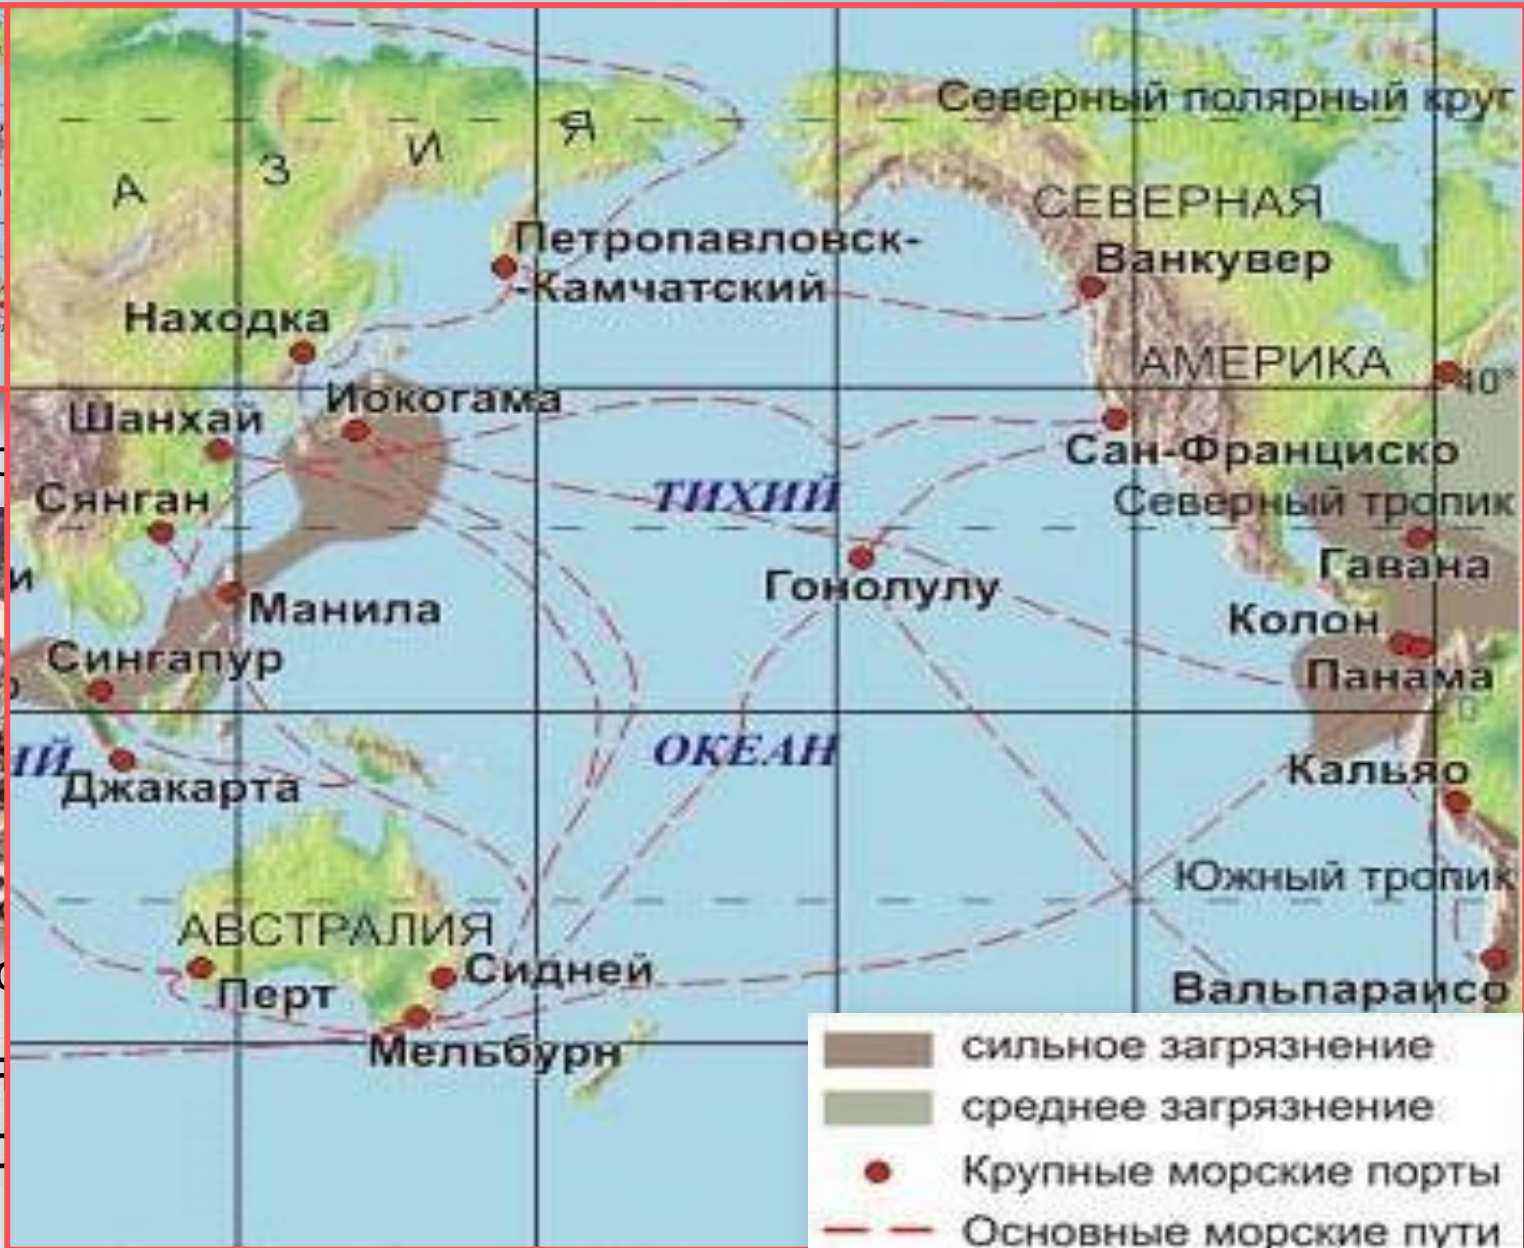 Северный полярный круг
А З И Я
СЕВЕРНАЯ
Петропавловск-
-Камчатский
Ванкувер
Находка
АМЕРИКА
40°
Иокогама
Шанхай
Сан-Франциско
Сянган
ТИХИЙ
Северный тропик
Гавана
Гонолулу
Манила
Колон
Сингапур
Панама
0°
ОКЕАН
ИЙ
Джакарта
Кальяо
Южный тропик
АВСТРАЛИЯ
Сидней
Перт
Вальпараисо
Мельбурн
сильное загрязнение
среднее загрязнение
Крупные морские порты
Основные морские пути